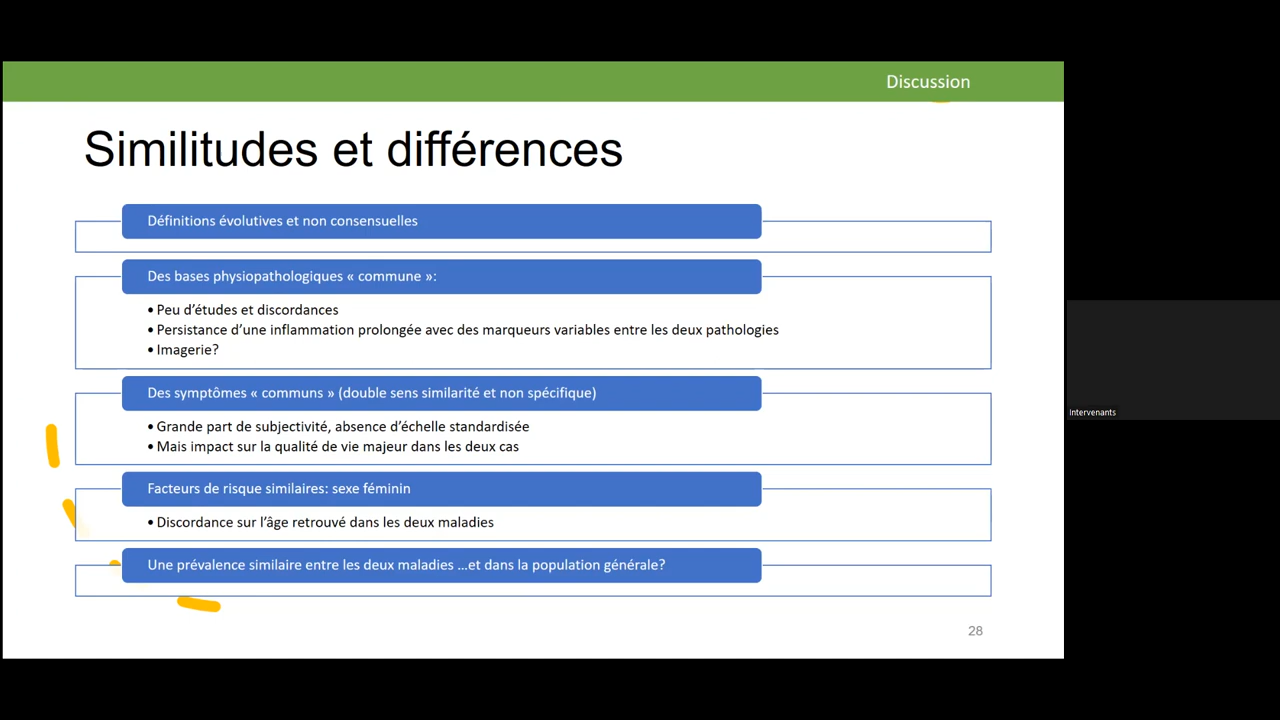 Discussion
Similitudes et différences
Définitions évolutives et non consensuelles
Des bases physiopathologiques « commune »:
• Peu d'études et discordances
• Persistance d'une inflammation prolongée avec des marqueurs variables entre les deux pathologies
• Imagerie?
Des symptômes « communs » (double sens similarité et non spécifique)
• Grande part de subjectivité, absence d'échelle standardisée
• Mais impact sur la qualité de vie majeur dans les deux cas
Facteurs de risque similaires: sexe féminin
• Discordance sur l'âge retrouvé dans les deux maladies
Une prévalence similaire entre les deux maladies ...et dans la population générale?
28
Intervenants